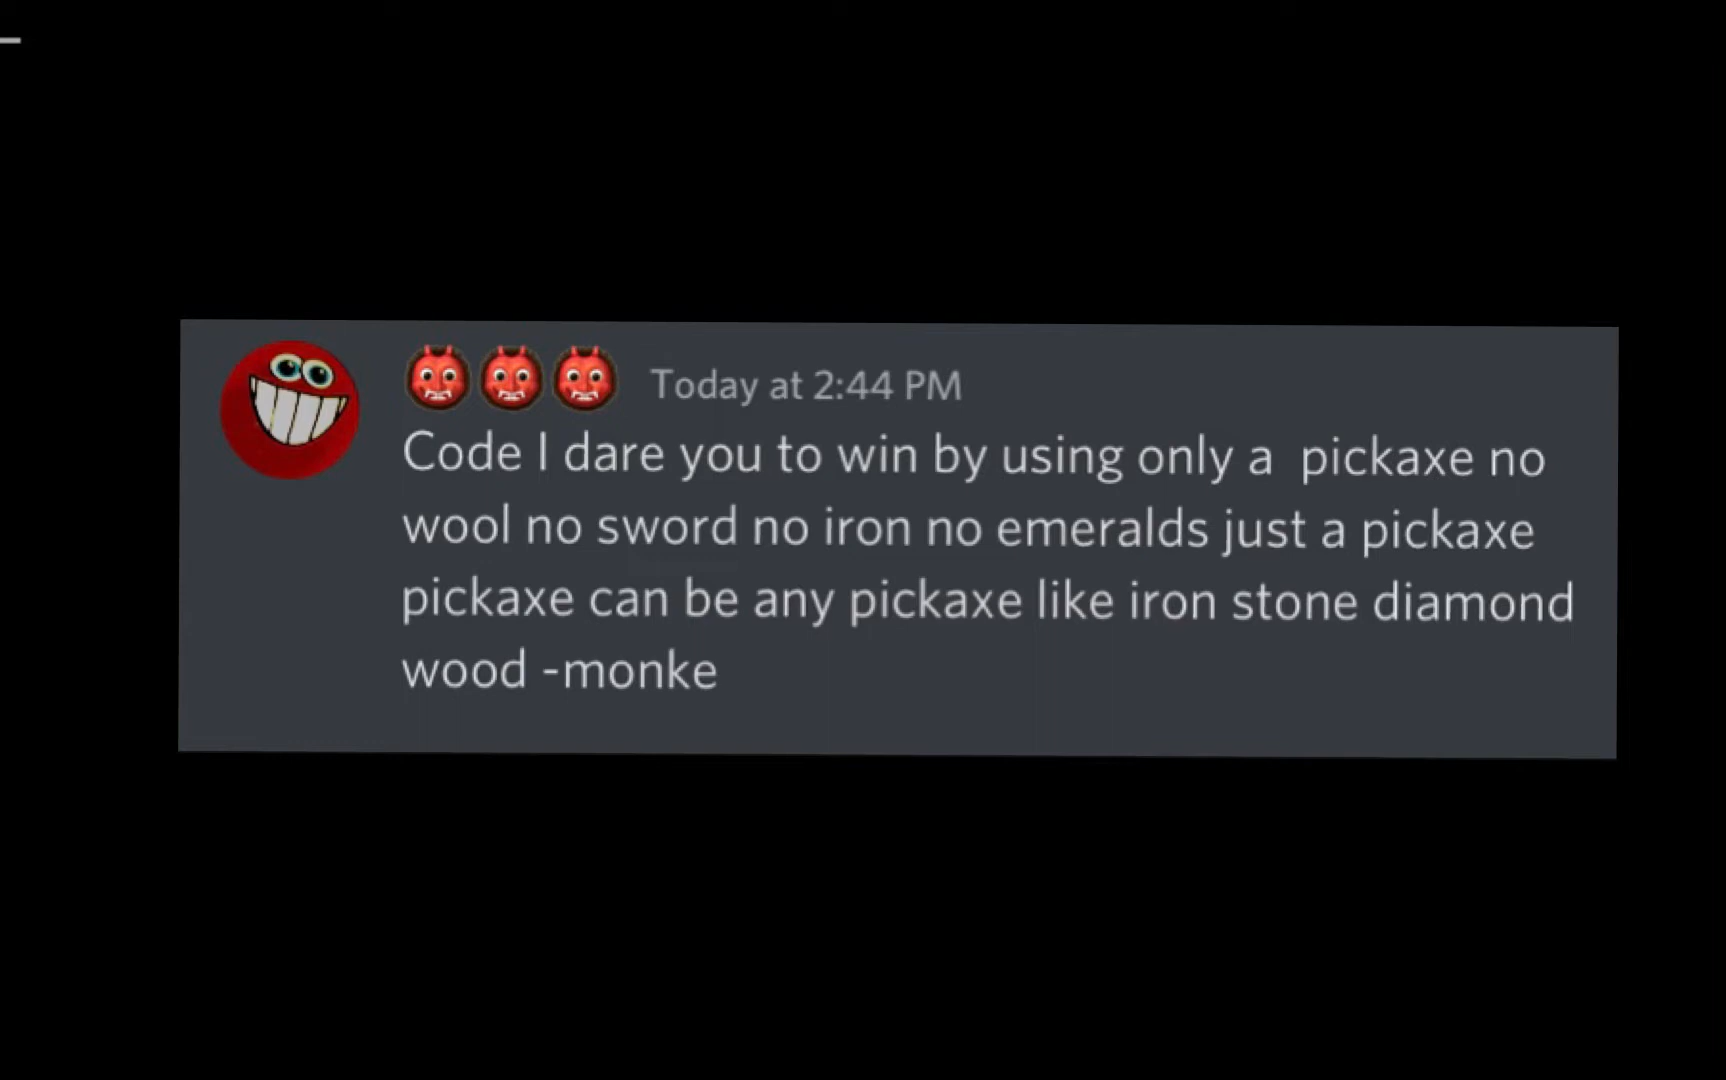 👹👹👹 Today at 2:44 PM
Code I dare you to win by using only a  pickaxe no
wool no sword no iron no emeralds just a pickaxe
pickaxe can be any pickaxe like iron stone diamond
wood -monke